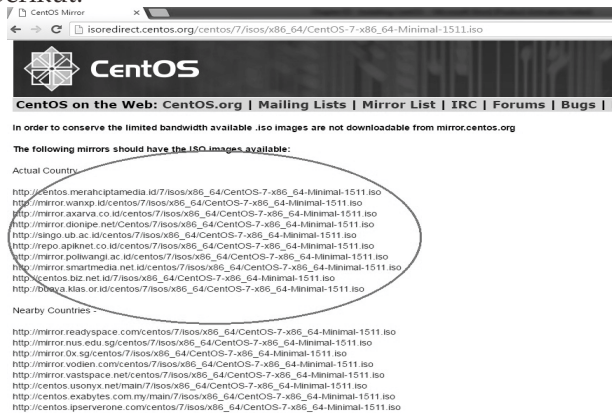 berikut:
CentOS Mirror
isoredirect.centos.org/centos/7/isos/x86_64/CentOS-7-x86_64-Minimal-1511.iso
CentOS
CentOS on the Web: CentOS.org | Mailing Lists | Mirror List | IRC | Forums | Bugs |
In order to conserve the limited bandwidth available .iso images are not downloadable from mirror.centos.org
The following mirrors should have the ISO images available:
Actual Country -
http://centos.merahciptamedia.id/7/isos/x86_64/CentOS-7-x86_64-Minimal-1511.iso
http://mirror.wanxp.id/centos/7/isos/x86_64/CentOS-7-x86_64-Minimal-1511.iso
http://mirror.axarva.co.id/centos/7/isos/x86_64/CentOS-7-x86_64-Minimal-1511.iso
http://mirror.dionipe.net/Centos/7/isos/x86_64/CentOS-7-x86_64-Minimal-1511.iso
http://singo.ub.ac.id/centos/7/isos/x86_64/CentOS-7-x86_64-Minimal-1511.iso
http://repo.apiknet.co.id/centos/7/isos/x86_64/CentOS-7-x86_64-Minimal-1511.iso
http://mirror.poliwangi.ac.id/centos/7/isos/x86_64/CentOS-7-x86_64-Minimal-1511.iso
http://mirror.smartmedia.net.id/centos/7/isos/x86_64/CentOS-7-x86_64-Minimal-1511.iso
http://centos.biz.net.id/7/isos/x86_64/CentOS-7-x86_64-Minimal-1511.iso
http://buaya.klas.or.id/centos/7/isos/x86_64/CentOS-7-x86_64-Minimal-1511.iso
Nearby Countries -
http://mirror.readyspace.com/centos/7/isos/x86_64/CentOS-7-x86_64-Minimal-1511.iso
http://mirror.nus.edu.sg/centos/7/isos/x86_64/CentOS-7-x86_64-Minimal-1511.iso
http://mirror.0x.sg/centos/7/isos/x86_64/CentOS-7-x86_64-Minimal-1511.iso
http://mirror.vodien.com/centos/7/isos/x86_64/CentOS-7-x86_64-Minimal-1511.iso
http://mirror.vastspace.net/centos/7/isos/x86_64/CentOS-7-x86_64-Minimal-1511.iso
http://centos.usonyx.net/main/7/isos/x86_64/CentOS-7-x86_64-Minimal-1511.iso
http://centos.exabytes.com.my/main/7/isos/x86_64/CentOS-7-x86_64-Minimal-1511.iso
http://centos.ipserverone.com/centos/7/isos/x86_64/CentOS-7-x86_64-Minimal-1511.iso